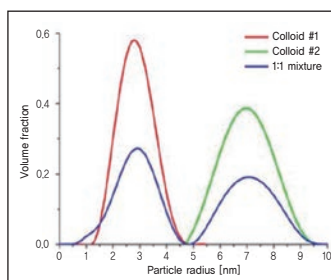 Colloid #1
Colloid #2
1:1 mixture
0.6
0.4
0.2
0.0
Volume fraction
0 1 2 3 4 5 6 7 8 9 10
Particle radius [nm]